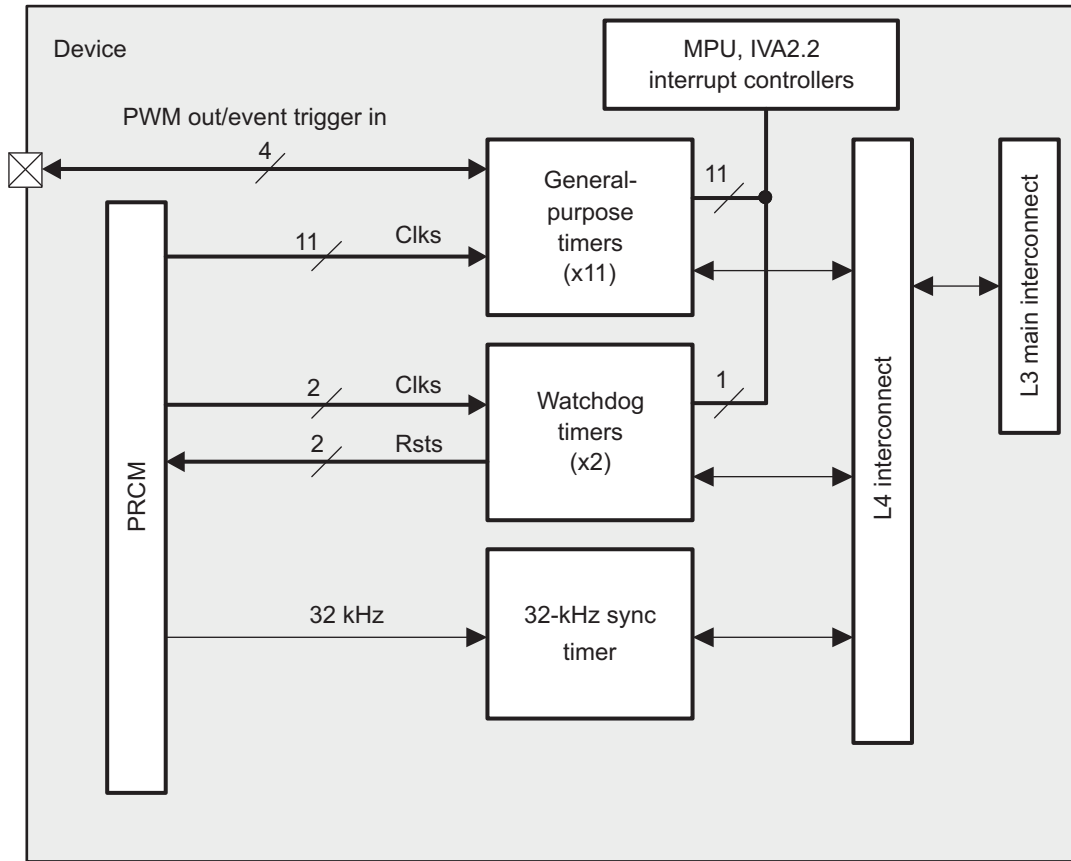 Device
MPU, IVA2.2
interrupt controllers
PWM out/event trigger in
4
General-
purpose
timers
(x11)
11
11 Clks
2 Clks
2 Rsts
Watchdog
timers
(x2)
1
PRCM
32 kHz
32-kHz sync
timer
L4 interconnect
L3 main interconnect